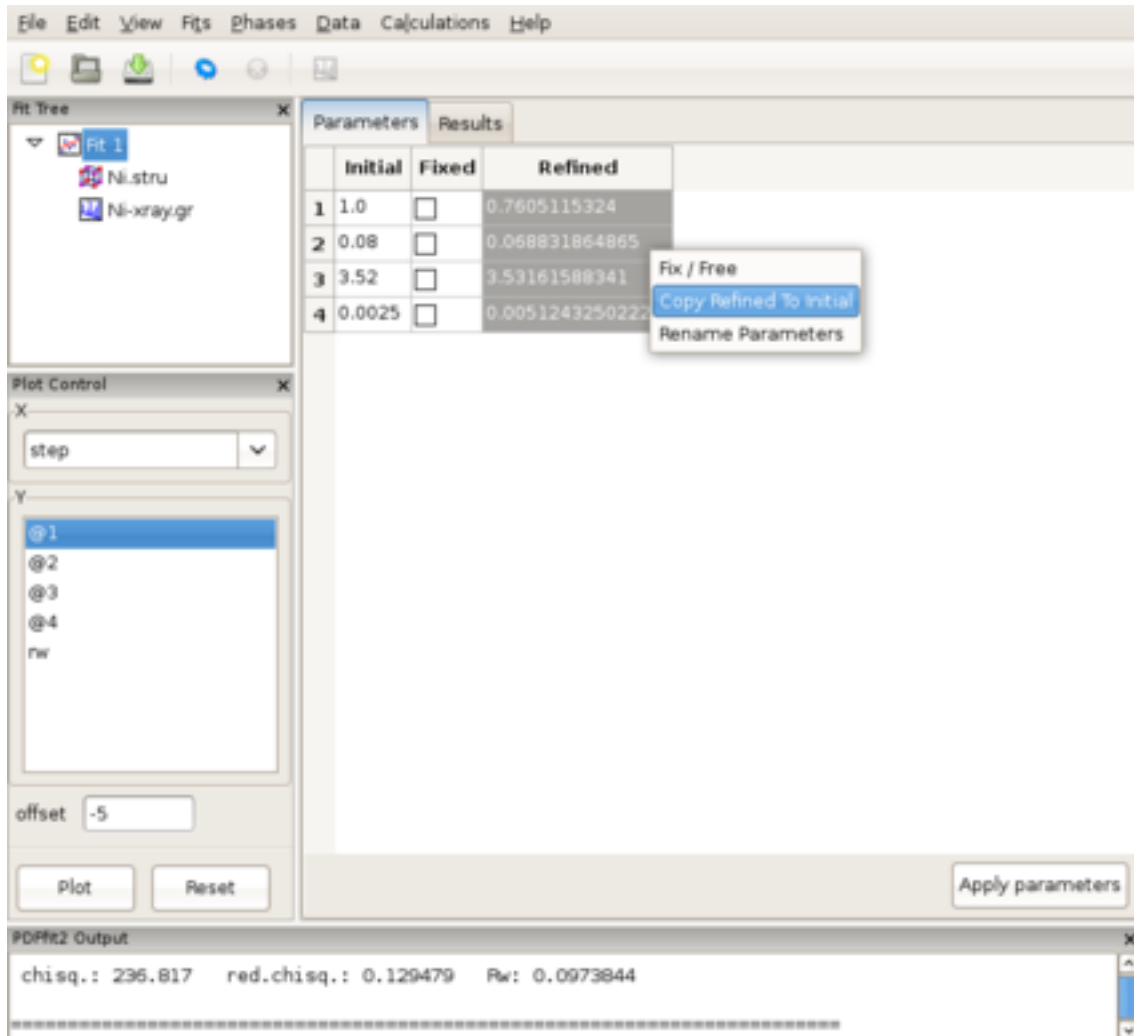 File Edit View Fits Phases Data Calculations Help
Fit Tree
Fit 1
Ni.stru
Ni-xray.gr
Parameters Results
Initial Fixed Refined
1 1.0 0.7605115324
2 0.08 0.068831864865
3 3.52 3.53161588341
4 0.0025 0.0051243250222
Fix / Free
Copy Refined To Initial
Rename Parameters
Plot Control
X
step
Y
@1
@2
@3
@4
rw
offset -5
Plot Reset
Apply parameters
PDFfit2 Output
chisq.: 236.817 red.chisq.: 0.129479 Rw: 0.0973844